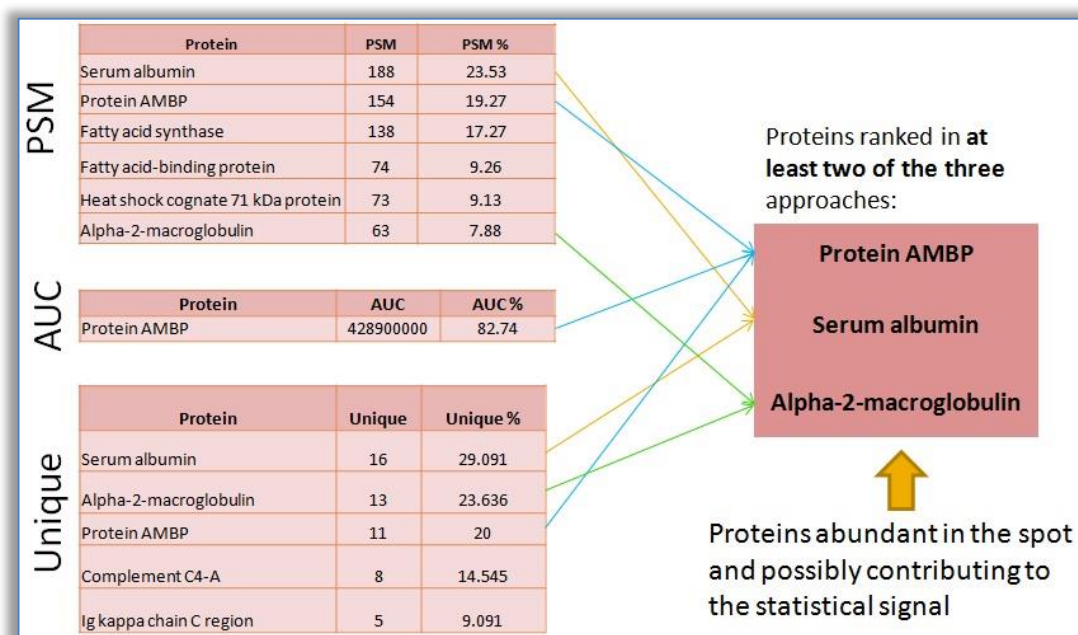 PSM
Protein PSM PSM %
Serum albumin 188 23.53
Protein AMBP 154 19.27
Fatty acid synthase 138 17.27
Fatty acid-binding protein 74 9.26
Heat shock cognate 71 kDa protein 73 9.13
Alpha-2-macroglobulin 63 7.88
AUC
Protein AUC AUC %
Protein AMBP 428900000 82.74
Unique
Protein Unique Unique %
Serum albumin 16 29.091
Alpha-2-macroglobulin 13 23.636
Protein AMBP 11 20
Complement C4-A 8 14.545
Ig kappa chain C region 5 9.091
Proteins ranked in at
least two of the three
approaches:
Protein AMBP
Serum albumin
Alpha-2-macroglobulin
Proteins abundant in the spot
and possibly contributing to
the statistical signal